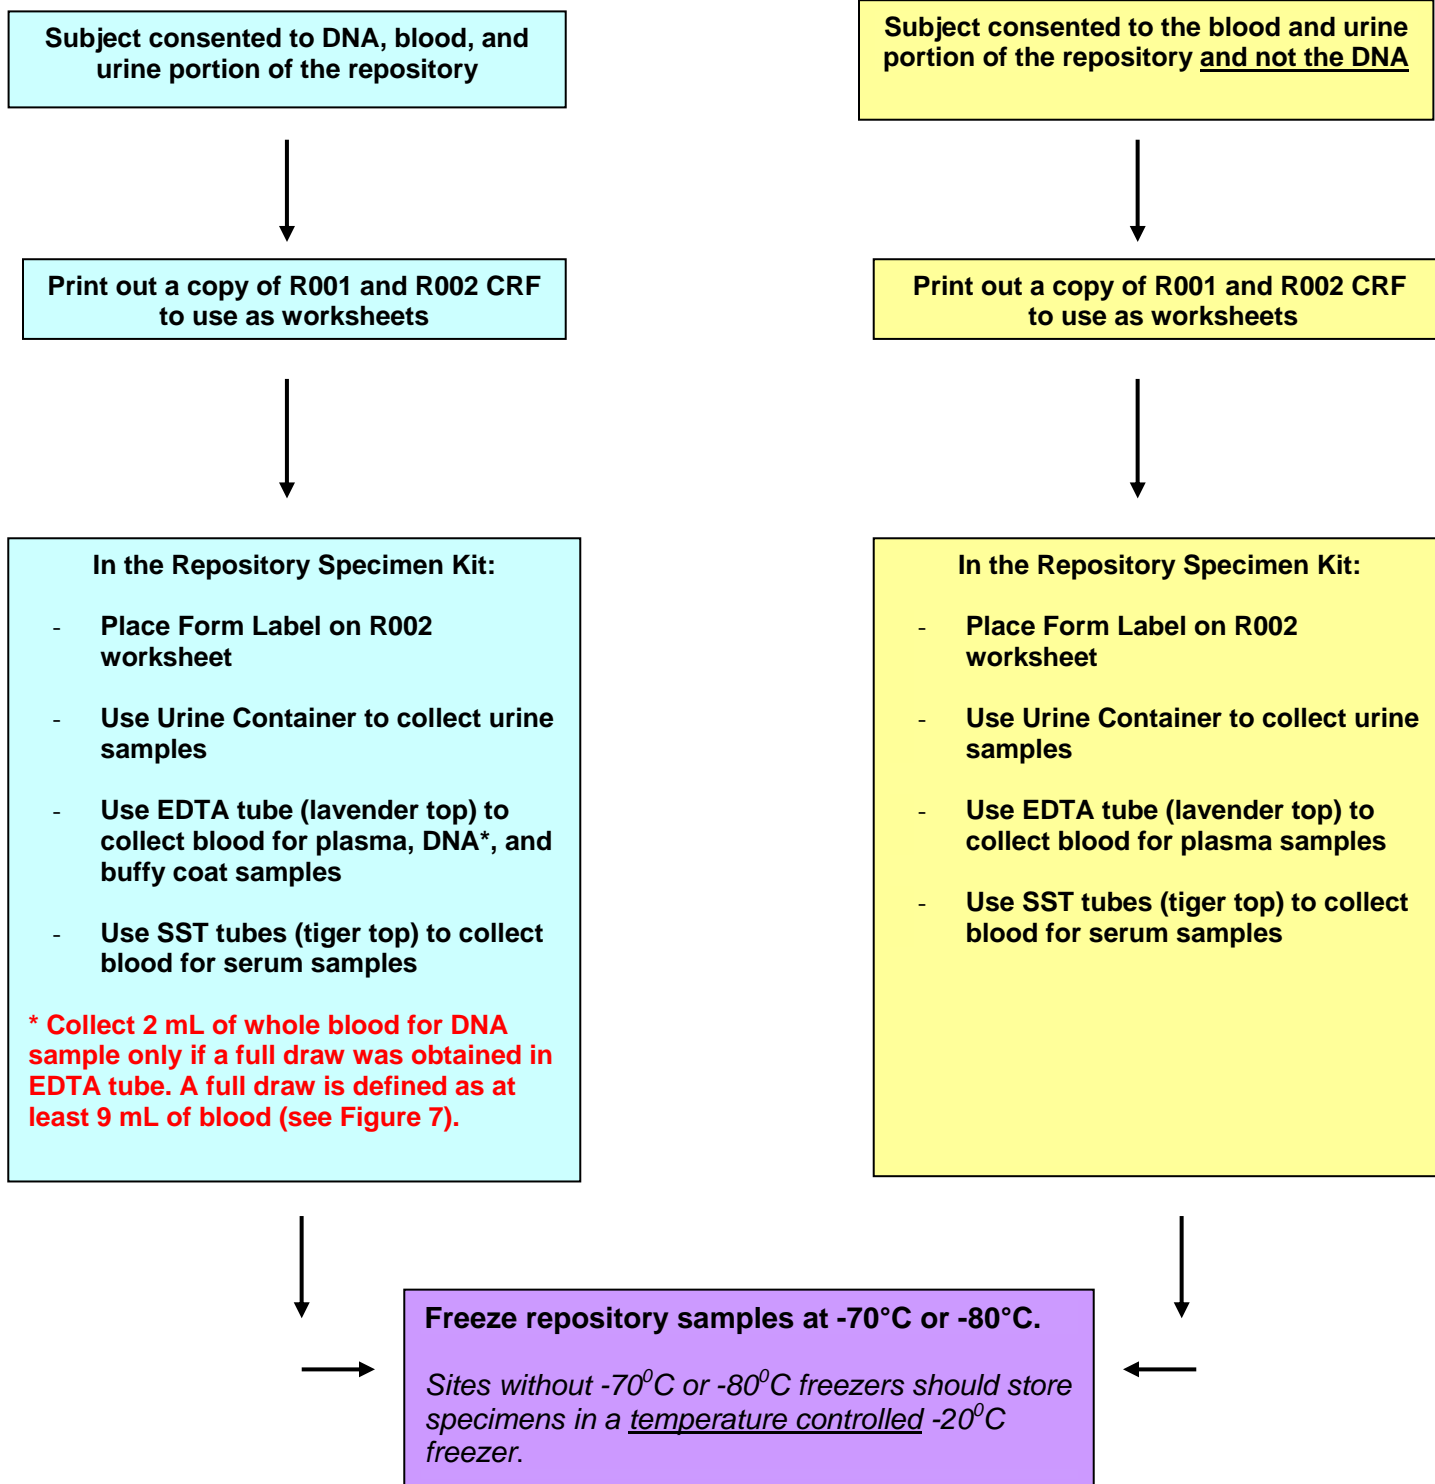 Subject consented to DNA, blood, and
urine portion of the repository
Subject consented to the blood and urine
portion of the repository and not the DNA
Print out a copy of R001 and R002 CRF
to use as worksheets
Print out a copy of R001 and R002 CRF
to use as worksheets
In the Repository Specimen Kit:
- Place Form Label on R002
worksheet
- Use Urine Container to collect urine
samples
- Use EDTA tube (lavender top) to
collect blood for plasma, DNA*, and
buffy coat samples
- Use SST tubes (tiger top) to collect
blood for serum samples
* Collect 2 mL of whole blood for DNA
sample only if a full draw was obtained in
EDTA tube. A full draw is defined as at
least 9 mL of blood (see Figure 7).
In the Repository Specimen Kit:
- Place Form Label on R002
worksheet
- Use Urine Container to collect urine
samples
- Use EDTA tube (lavender top) to
collect blood for plasma samples
- Use SST tubes (tiger top) to collect
blood for serum samples
Freeze repository samples at -70°C or -80°C.
Sites without -70⁰C or -80⁰C freezers should store
specimens in a temperature controlled -20⁰C
freezer.